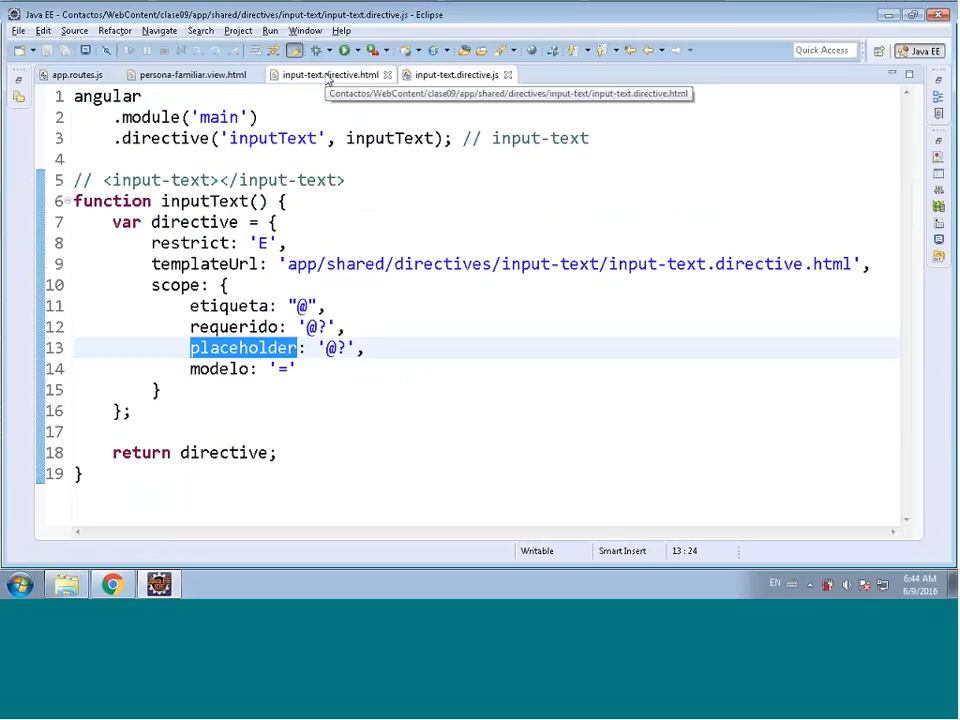 Java EE - Contactos/WebContent/clase09/app/shared/directives/input-text/input-text.directive.js - Eclipse
File Edit Source Refactor Navigate Search Project Run Window Help
Quick Access Java EE
app.routes.js persona-familiar.view.html input-text.directive.html input-text.directive.js
Contactos/WebContent/clase09/app/shared/directives/input-text/input-text.directive.html
1 angular
2 .module('main')
3 .directive('inputText', inputText); // input-text
4
5 // <input-text></input-text>
6 function inputText() {
7 var directive = {
8 restrict: 'E',
9 templateUrl: 'app/shared/directives/input-text/input-text.directive.html',
10 scope: {
11 etiqueta: "@",
12 requerido: '@?',
13 placeholder: '@?',
14 modelo: '='
15 }
16 };
17
18 return directive;
19 }
Writable Smart Insert 13 : 24
EN 6:44 AM
6/9/2016